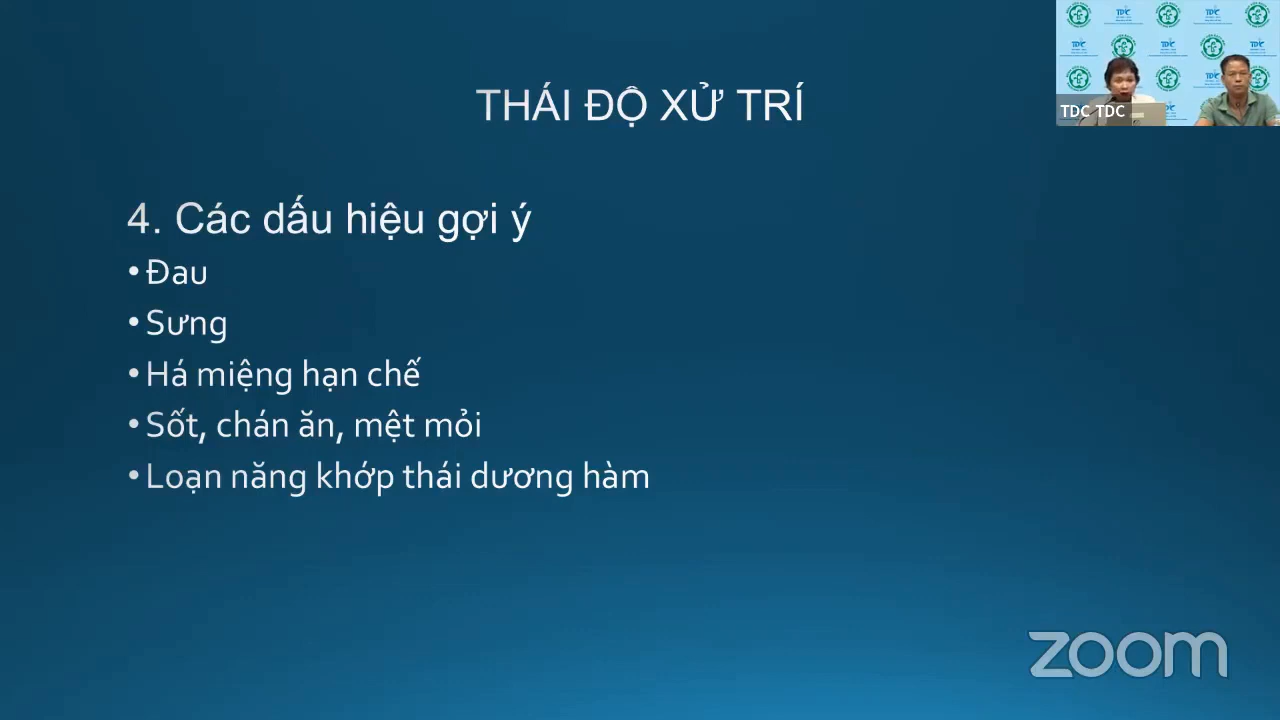 THÁI ĐỘ XỬ TRÍ
TDC TDC
4. Các dấu hiệu gợi ý
•Đau
•Sưng
•Há miệng hạn chế
•Sốt, chán ăn, mệt mỏi
•Loạn năng khớp thái dương hàm
zoom